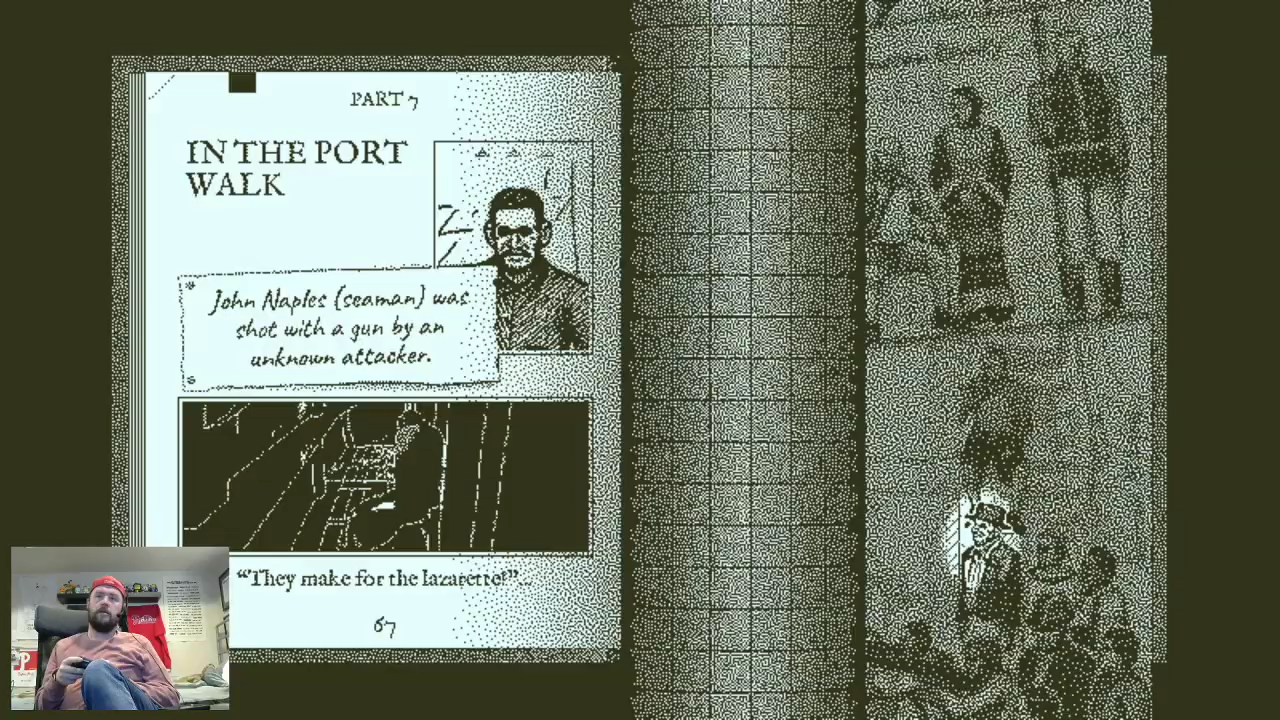 PART 7
IN THE PORT
WALK
John Naples (seaman) was
shot with a gun by an
unknown attacker.
"They make for the lazarette!"
67